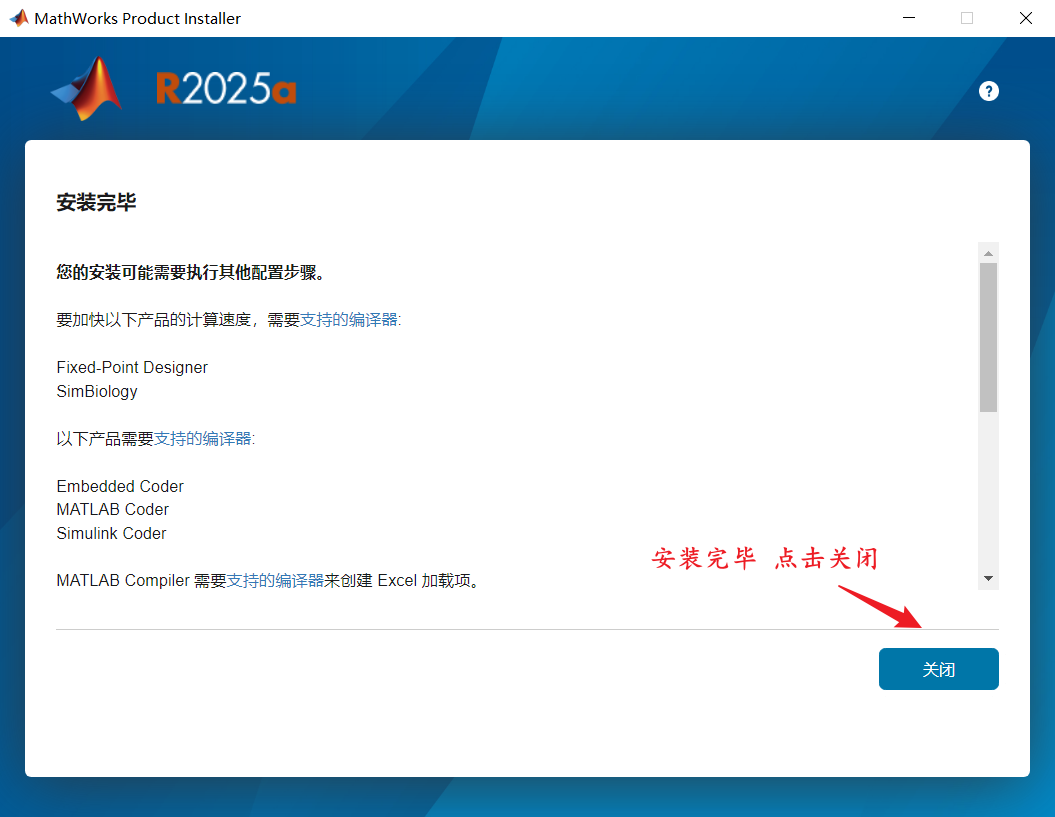 MathWorks Product Installer
R2025a
?
安装完毕
您的安装可能需要执行其他配置步骤。
要加快以下产品的计算速度，需要支持的编译器:
Fixed-Point Designer
SimBiology
以下产品需要支持的编译器:
Embedded Coder
MATLAB Coder
Simulink Coder
MATLAB Compiler 需要支持的编译器来创建 Excel 加载项。
安装完毕 点击关闭
关闭